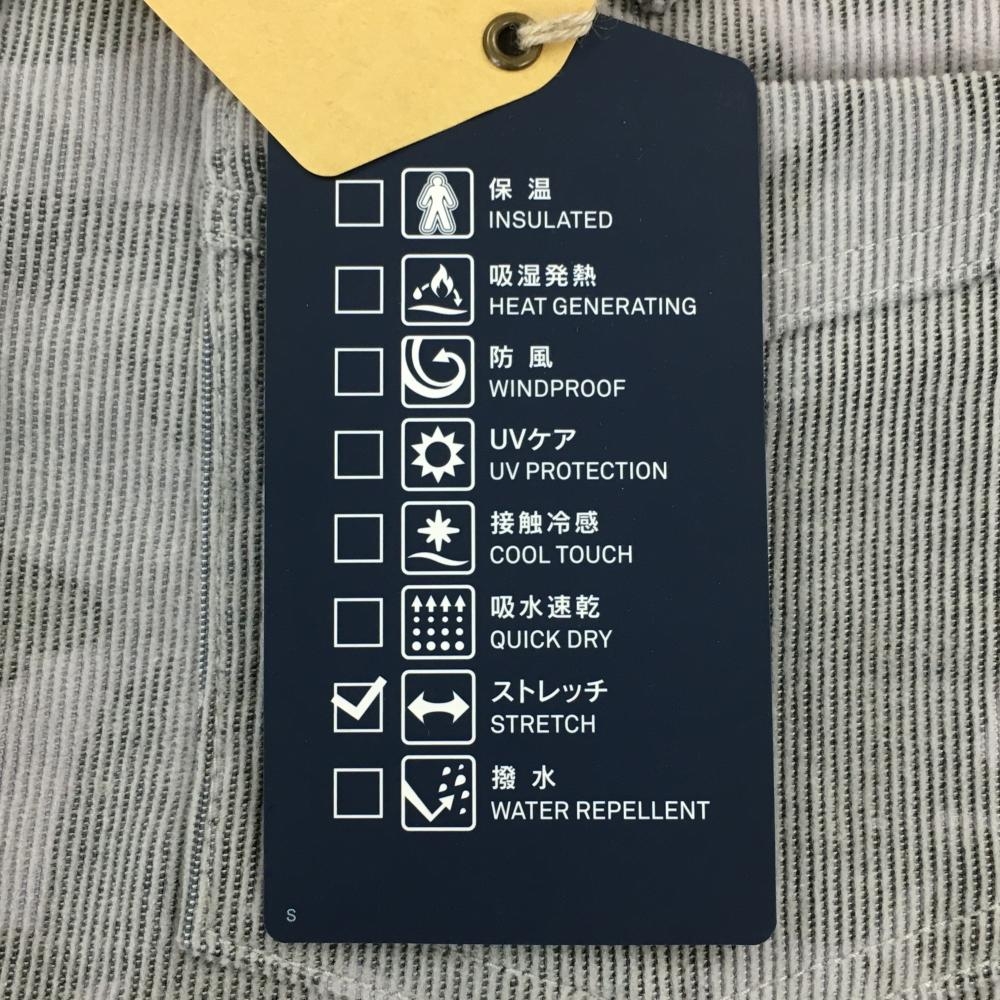 保温
INSULATED
吸湿発熱
HEAT GENERATING
防風
WINDPROOF
UVケア
UV PROTECTION
接触冷感
COOL TOUCH
吸水速乾
QUICK DRY
ストレッチ
STRETCH
撥水
WATER REPELLENT
S